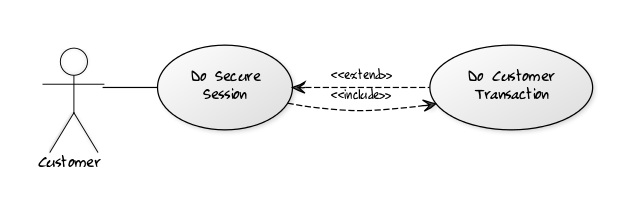 Do Secure
Session
<<extend>>
<<include>>
Do Customer
Transaction
Customer